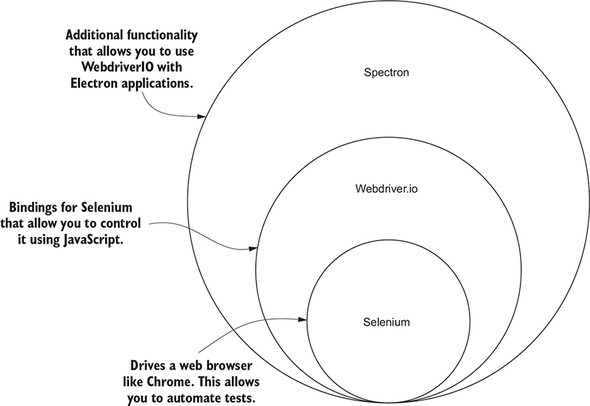 Additional functionality
that allows you to use
WebdriverIO with
Electron applications.
Spectron
Bindings for Selenium
that allow you to control
it using JavaScript.
Webdriver.io
Selenium
Drives a web browser
like Chrome. This allows
you to automate tests.